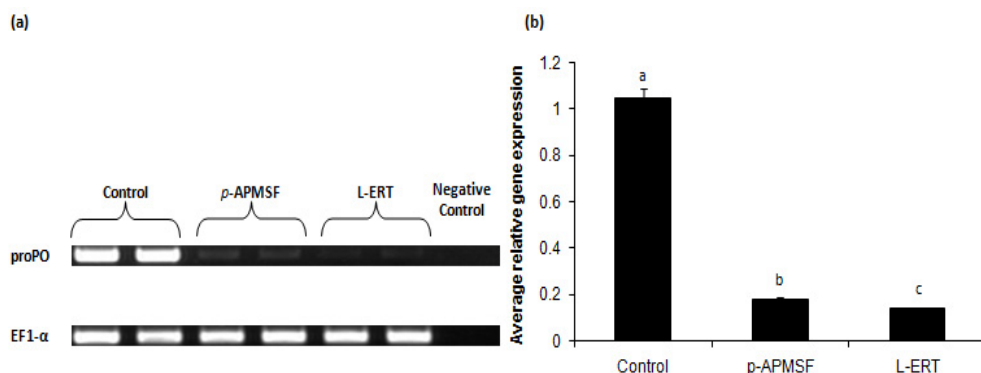 (a)
Control
p-APMSF
L-ERT
Negative
Control
proPO
EF1-α
(b)
Average relative gene expression
1.2
1
0.8
0.6
0.4
0.2
0
a
b
c
Control
p-APMSF
L-ERT